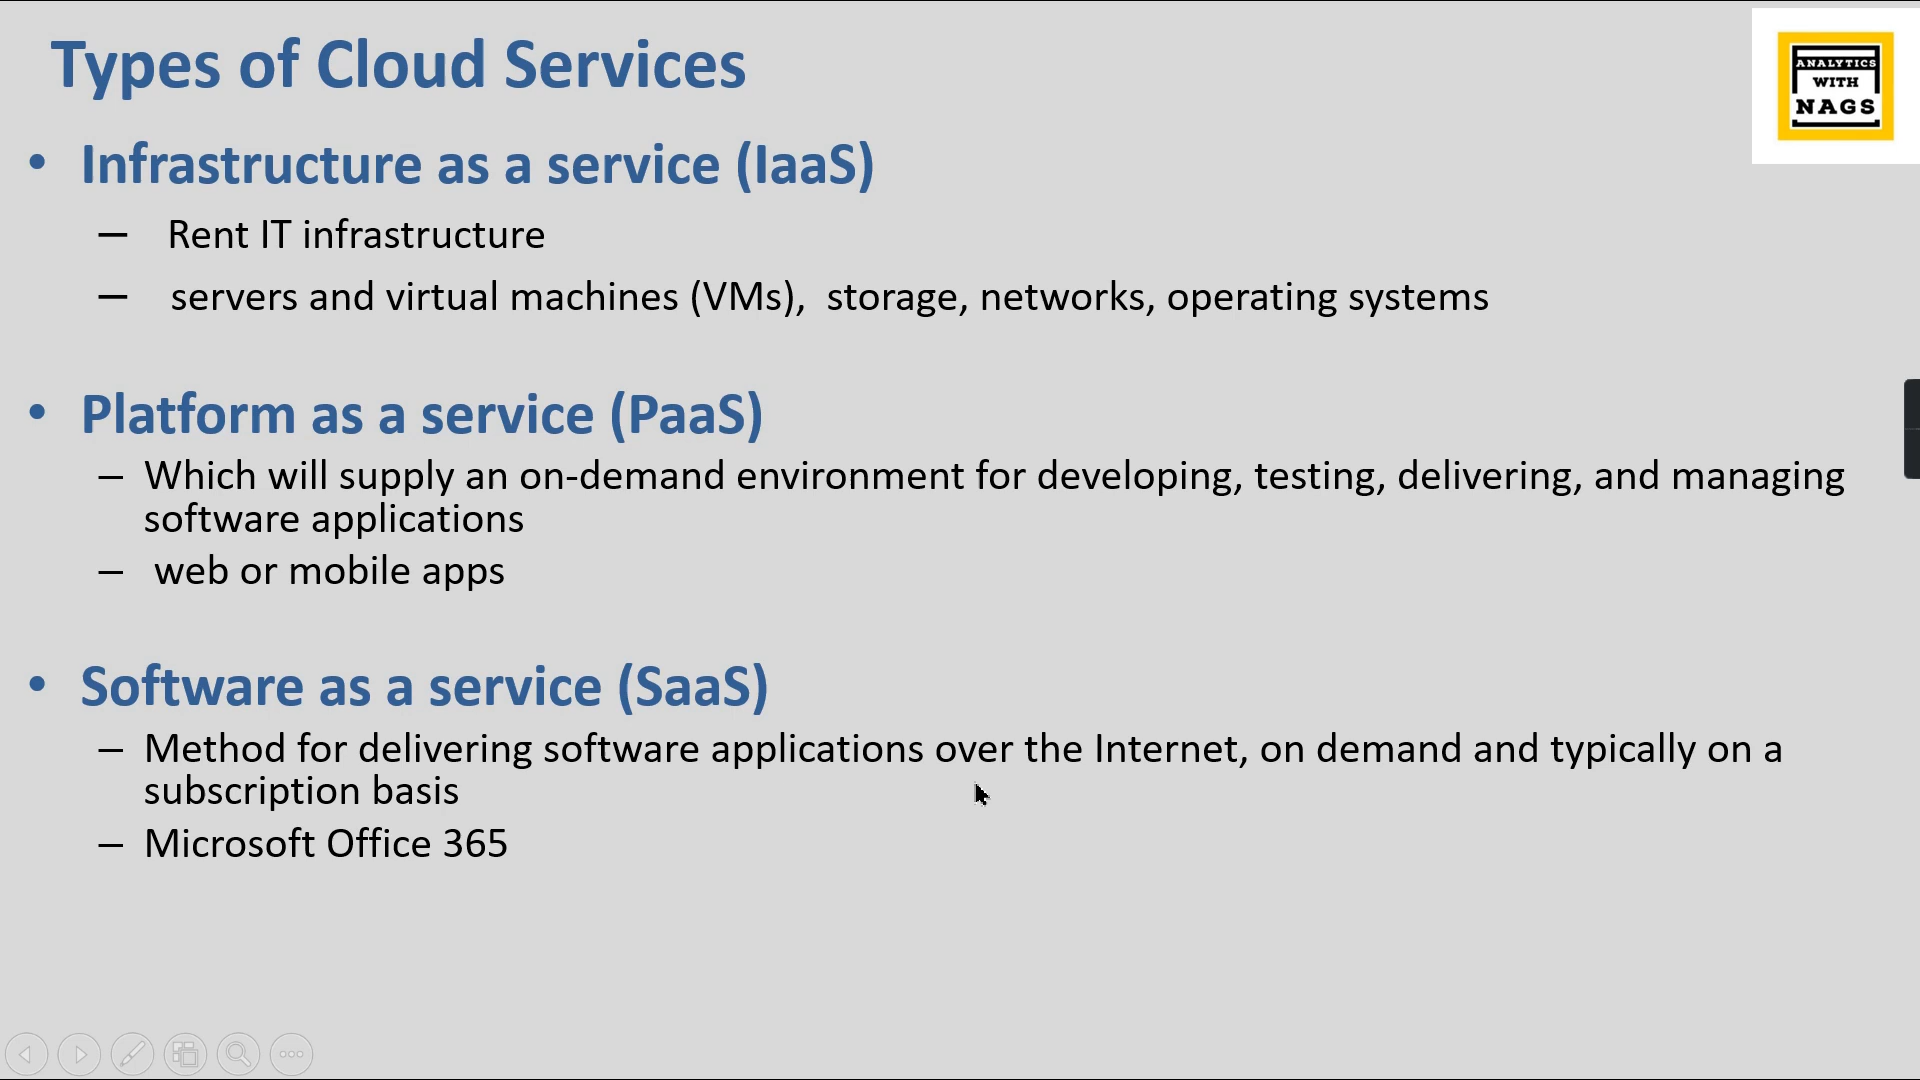 Types of Cloud Services
ANALYTICS
WITH
NAGS
• Infrastructure as a service (IaaS)
– Rent IT infrastructure
– servers and virtual machines (VMs), storage, networks, operating systems
• Platform as a service (PaaS)
– Which will supply an on-demand environment for developing, testing, delivering, and managing
software applications
– web or mobile apps
• Software as a service (SaaS)
– Method for delivering software applications over the Internet, on demand and typically on a
subscription basis
– Microsoft Office 365